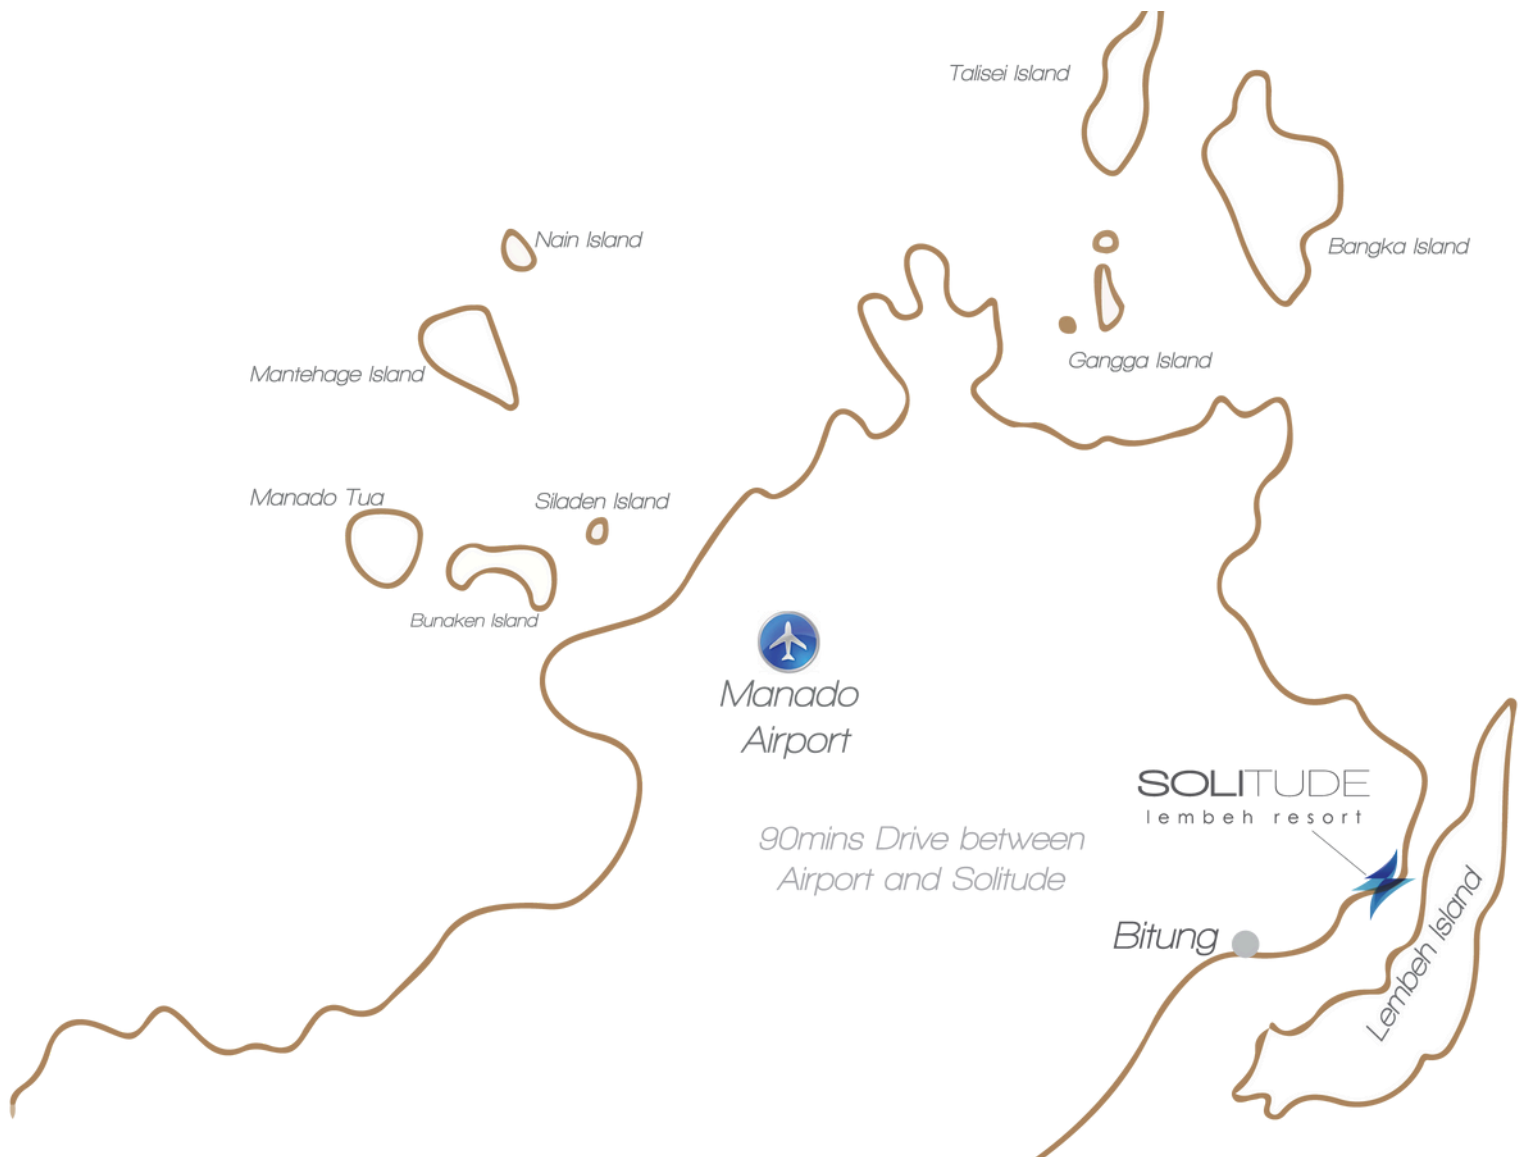 Talisei Island
Nain Island
Bangka Island
Mantehage Island
Gangga Island
Manado Tua
Siladen Island
Bunaken Island
Manado
Airport
SOLITUDE
lembeh resort
90mins Drive between
Airport and Solitude
Bitung
Lembeh Island